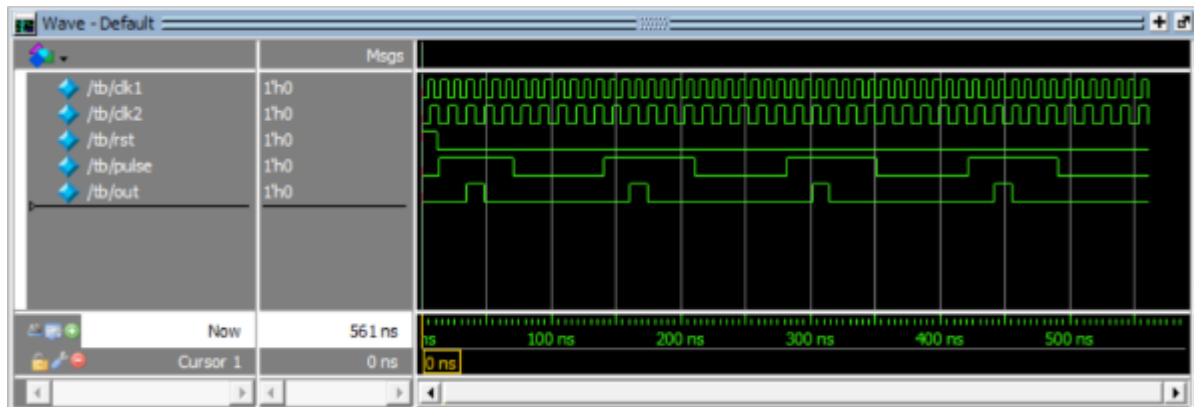 Wave - Default
Msgs
/tb/clk1 1'h0
/tb/clk2 1'h0
/tb/rst 1'h0
/tb/pulse 1'h0
/tb/out 1'h0
Now 561 ns ns 100 ns 200 ns 300 ns 400 ns 500 ns
Cursor 1 0 ns 0 ns